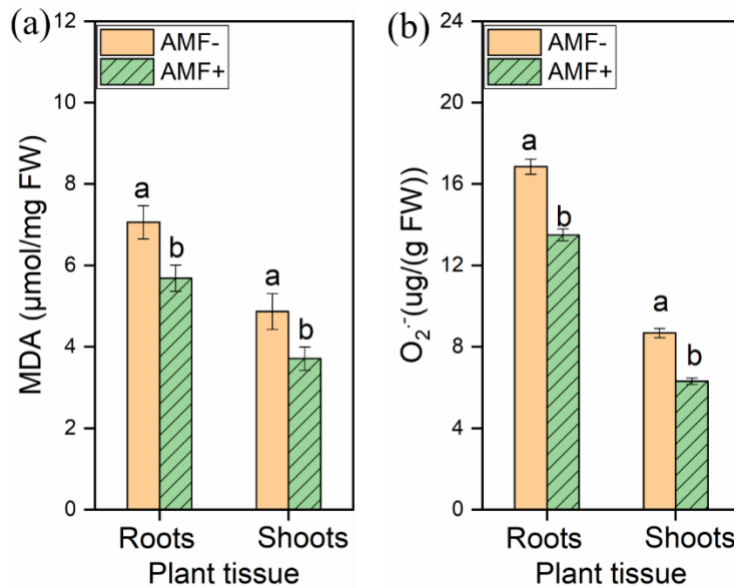 (a)
12
10
8
6
4
2
0
MDA (μmol/mg FW)
AMF-
AMF+
a
b
a
b
Roots Shoots
Plant tissue
(b)
24
20
16
12
8
4
0
O₂·⁻(ug/(g FW))
AMF-
AMF+
a
b
a
b
Roots Shoots
Plant tissue